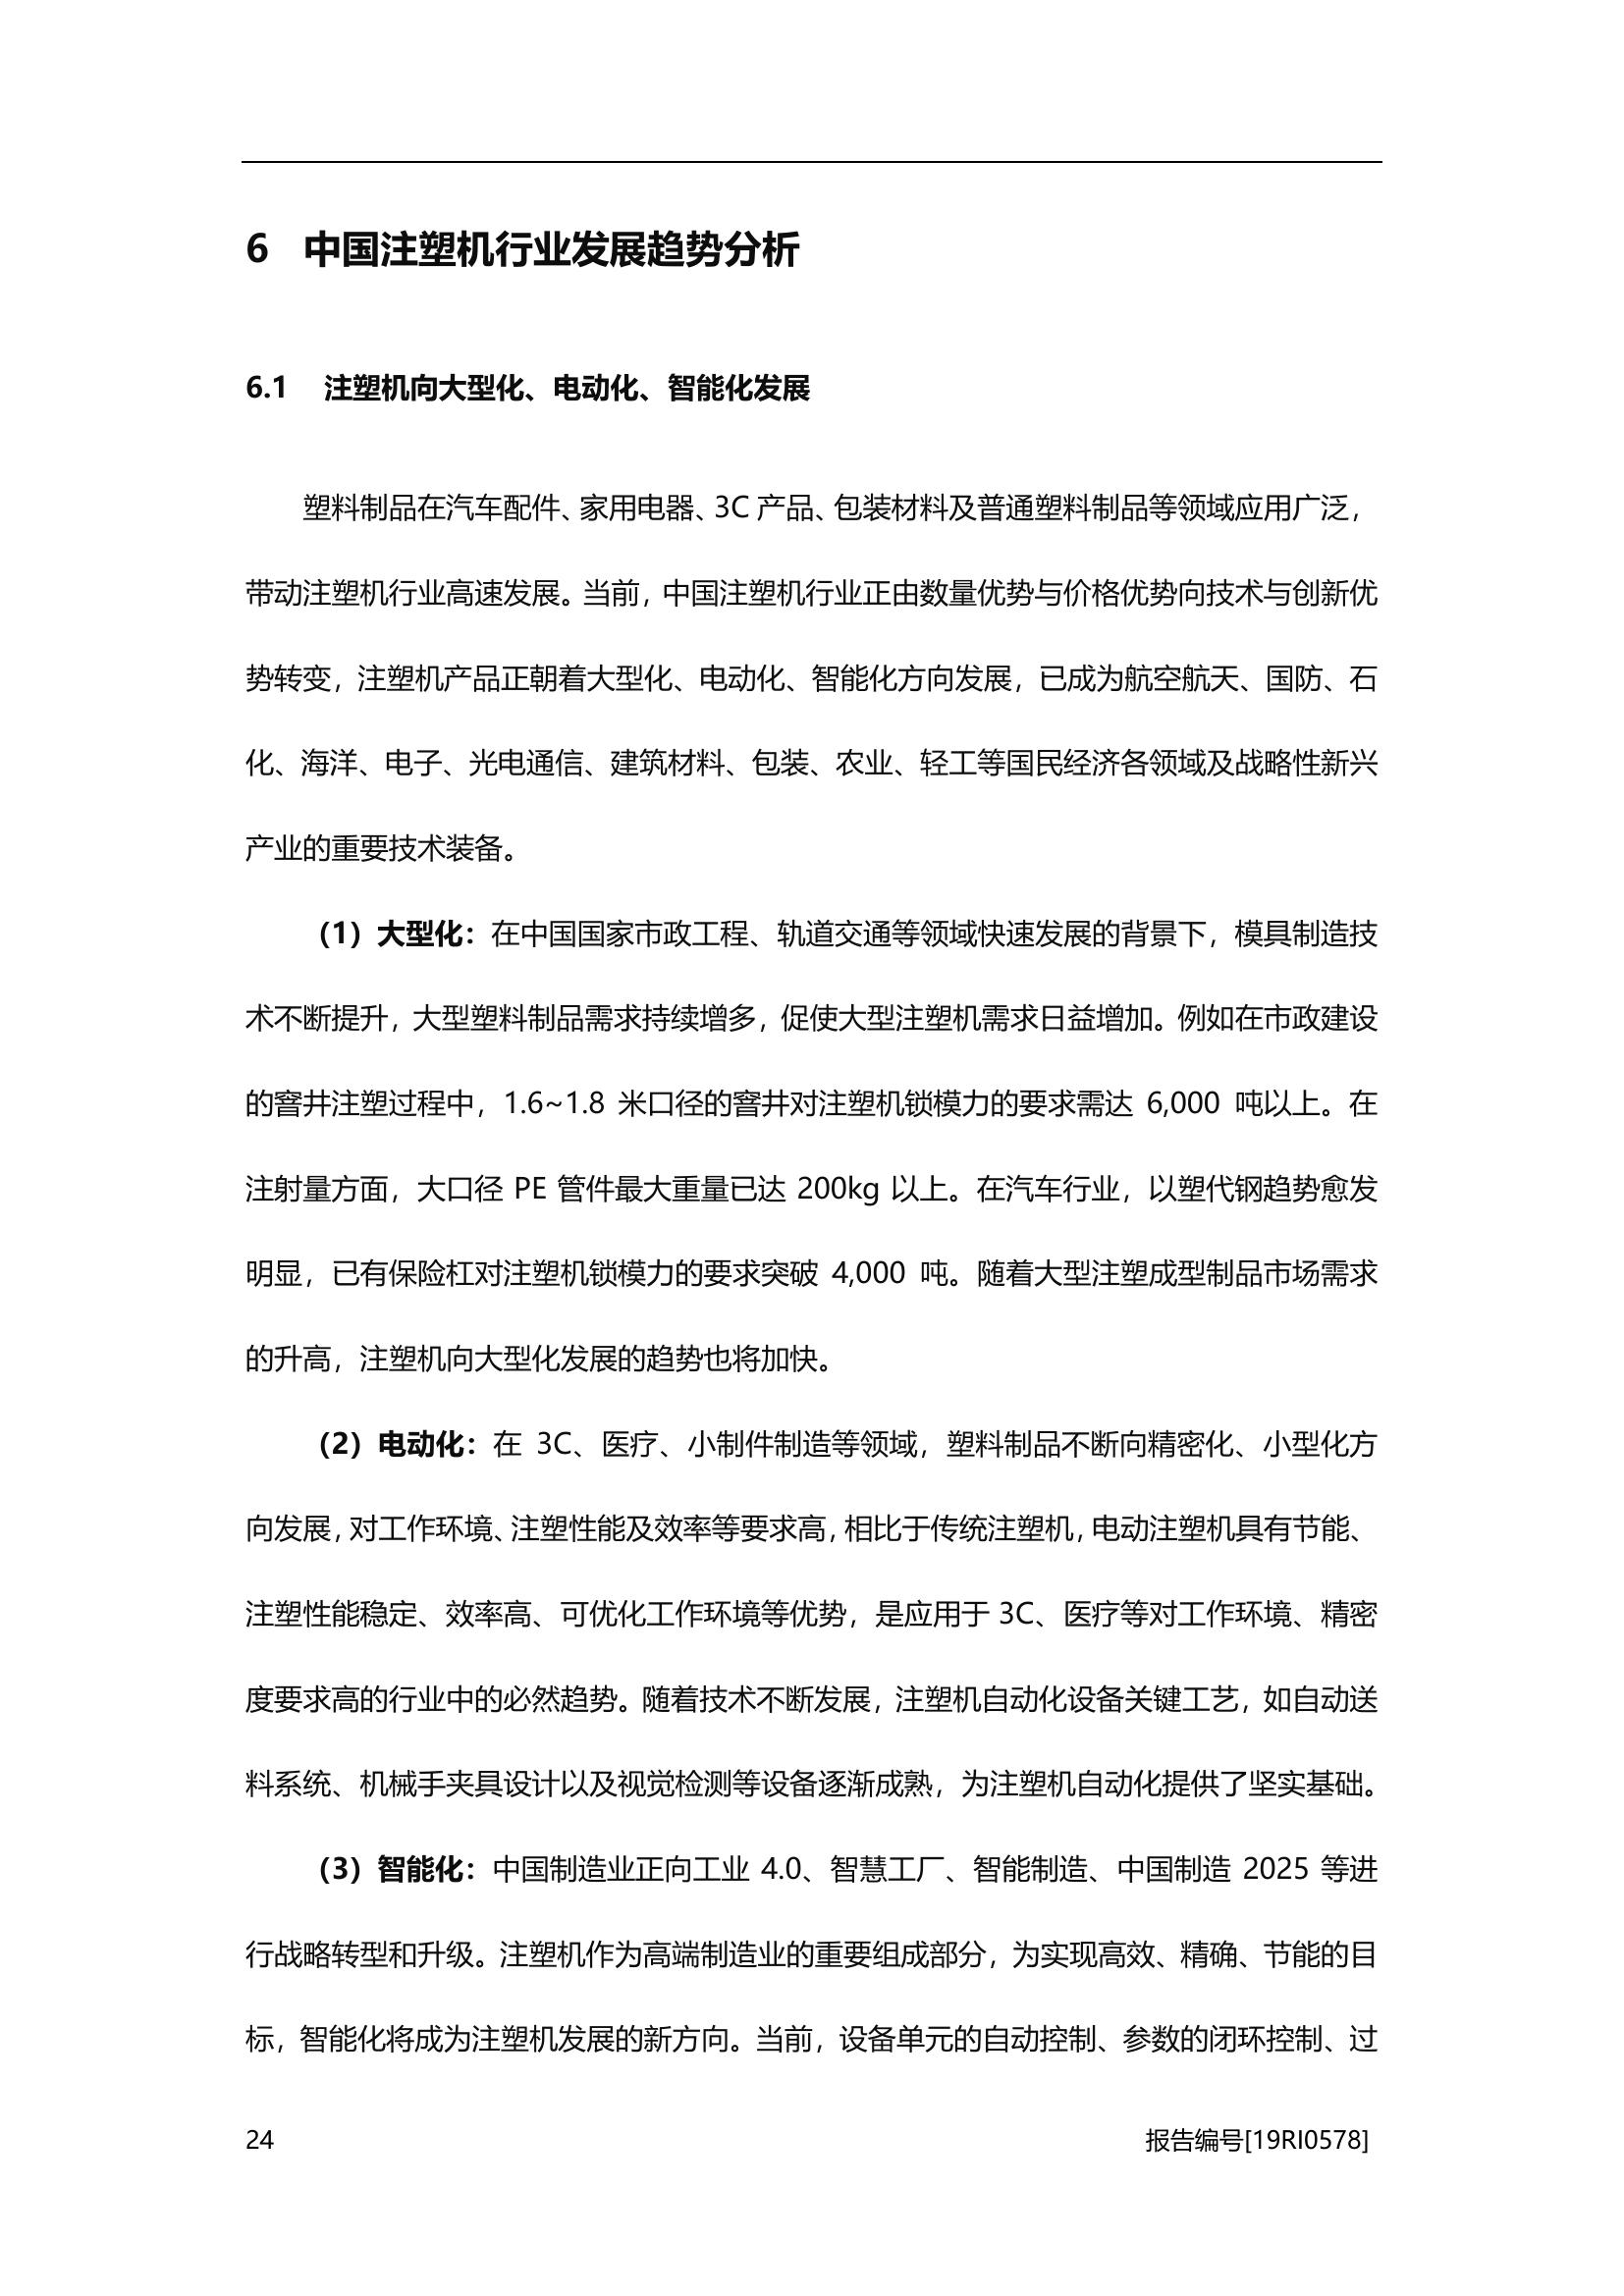 6 中国注塑机行业发展趋势分析
6.1 注塑机向大型化、电动化、智能化发展
塑料制品在汽车配件、家用电器、3C 产品、包装材料及普通塑料制品等领域应用广泛，
带动注塑机行业高速发展。当前，中国注塑机行业正由数量优势与价格优势向技术与创新优
势转变，注塑机产品正朝着大型化、电动化、智能化方向发展，已成为航空航天、国防、石
化、海洋、电子、光电通信、建筑材料、包装、农业、轻工等国民经济各领域及战略性新兴
产业的重要技术装备。
（1）大型化：在中国国家市政工程、轨道交通等领域快速发展的背景下，模具制造技
术不断提升，大型塑料制品需求持续增多，促使大型注塑机需求日益增加。例如在市政建设
的窨井注塑过程中，1.6~1.8 米口径的窨井对注塑机锁模力的要求需达 6,000 吨以上。在
注射量方面，大口径 PE 管件最大重量已达 200kg 以上。在汽车行业，以塑代钢趋势愈发
明显，已有保险杠对注塑机锁模力的要求突破 4,000 吨。随着大型注塑成型制品市场需求
的升高，注塑机向大型化发展的趋势也将加快。
（2）电动化：在 3C、医疗、小制件制造等领域，塑料制品不断向精密化、小型化方
向发展，对工作环境、注塑性能及效率等要求高，相比于传统注塑机，电动注塑机具有节能、
注塑性能稳定、效率高、可优化工作环境等优势，是应用于 3C、医疗等对工作环境、精密
度要求高的行业中的必然趋势。随着技术不断发展，注塑机自动化设备关键工艺，如自动送
料系统、机械手夹具设计以及视觉检测等设备逐渐成熟，为注塑机自动化提供了坚实基础。
（3）智能化：中国制造业正向工业 4.0、智慧工厂、智能制造、中国制造 2025 等进
行战略转型和升级。注塑机作为高端制造业的重要组成部分，为实现高效、精确、节能的目
标，智能化将成为注塑机发展的新方向。当前，设备单元的自动控制、参数的闭环控制、过
24 报告编号[19RI0578]